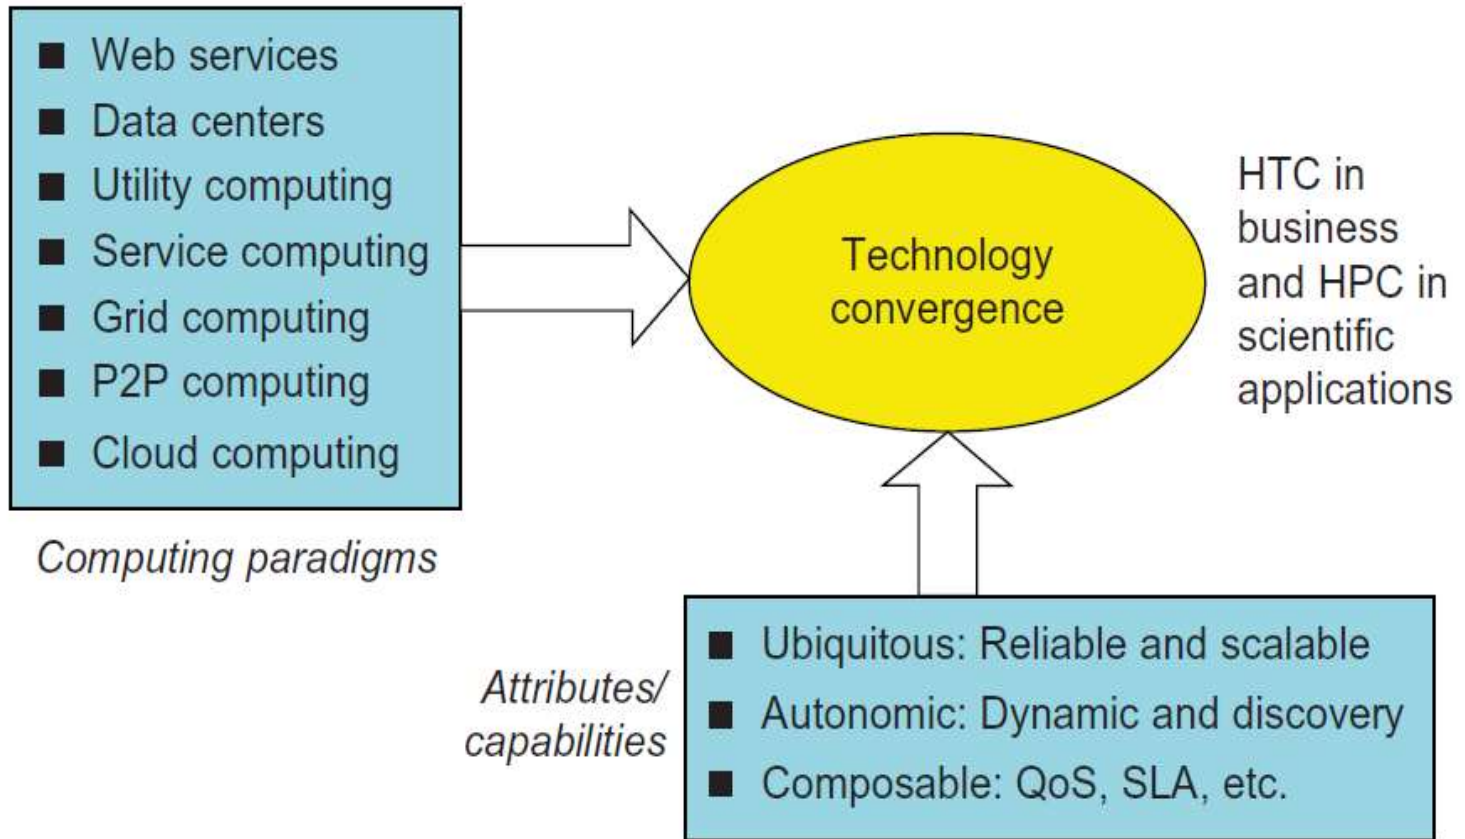 Web services
Data centers
Utility computing
Service computing
Grid computing
P2P computing
Cloud computing
Computing paradigms
Technology
convergence
HTC in
business
and HPC in
scientific
applications
Attributes/
capabilities
Ubiquitous: Reliable and scalable
Autonomic: Dynamic and discovery
Composable: QoS, SLA, etc.